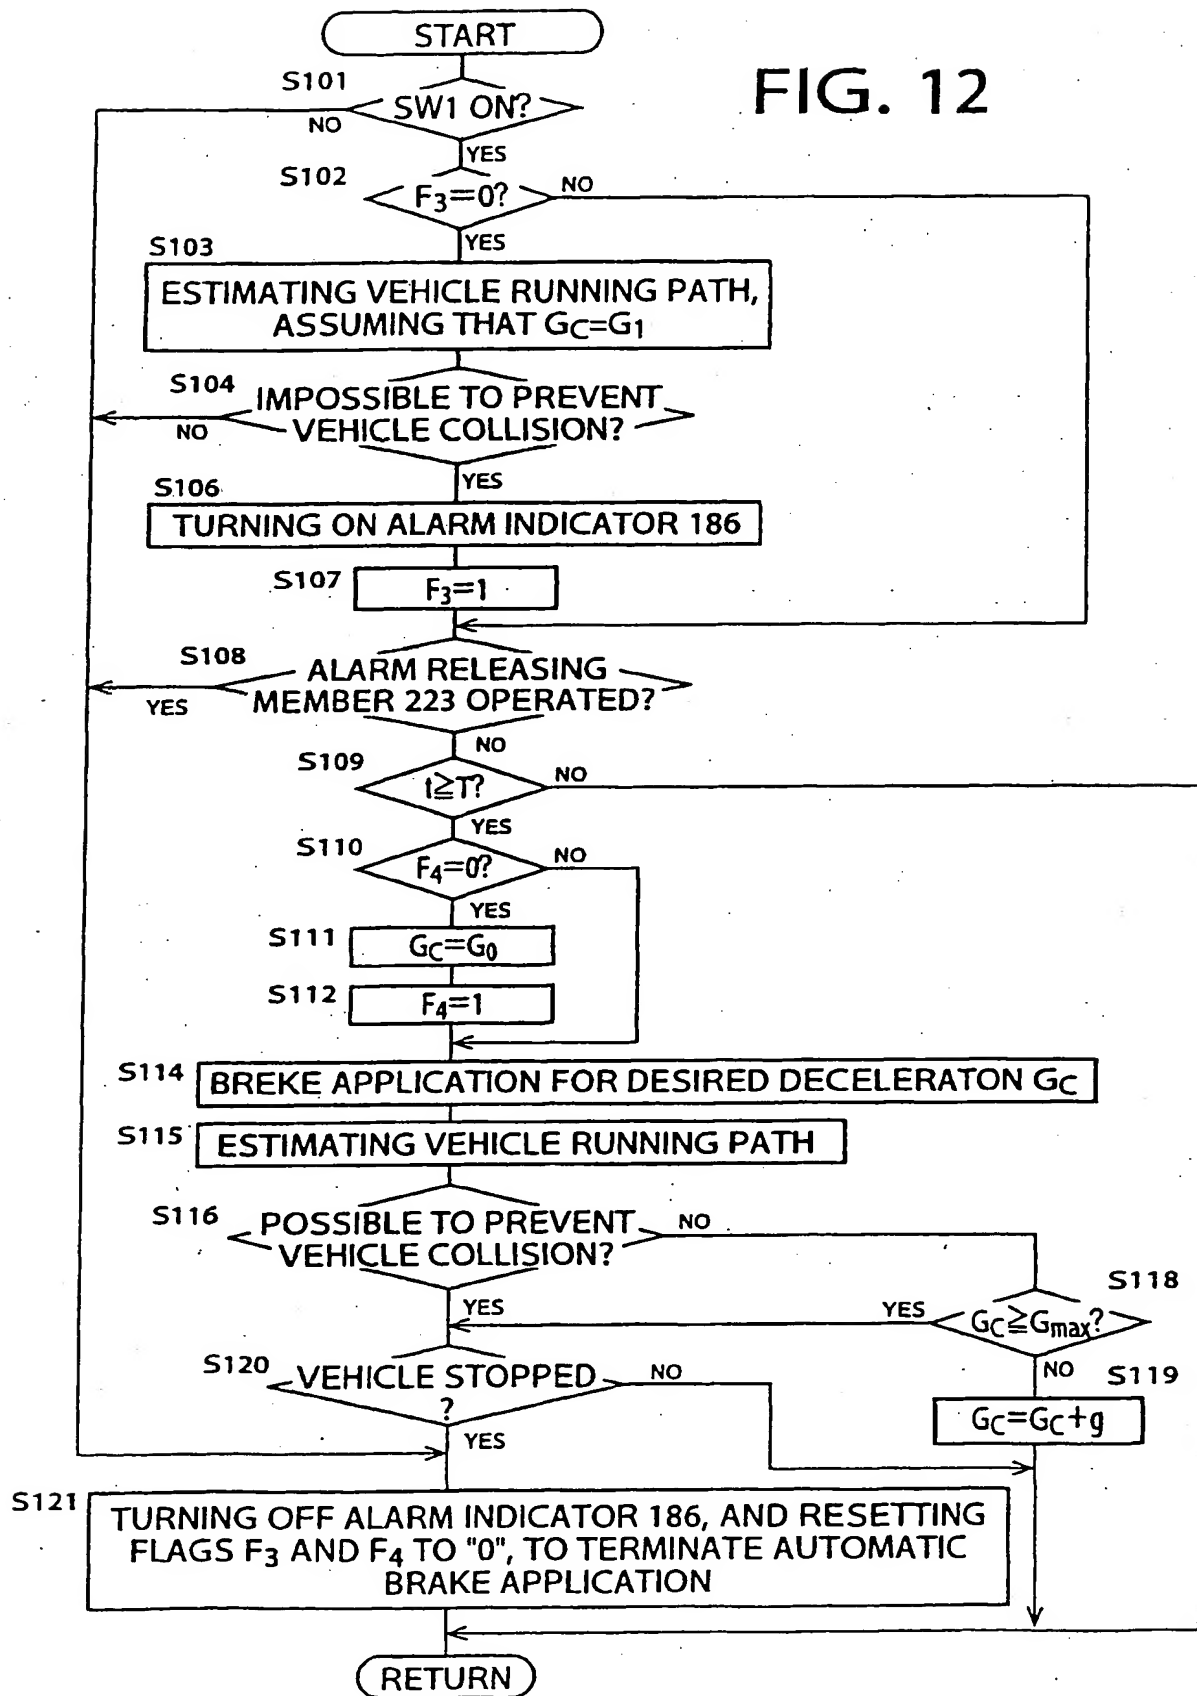 START
FIG. 12
S101
SW1 ON?
NO
YES
S102
F3=0?
NO
YES
S103
ESTIMATING VEHICLE RUNNING PATH,
ASSUMING THAT GC=G1
S104
IMPOSSIBLE TO PREVENT
VEHICLE COLLISION?
NO
YES
S106
TURNING ON ALARM INDICATOR 186
S107
F3=1
S108
ALARM RELEASING
MEMBER 223 OPERATED?
YES
NO
S109
t≧T?
NO
YES
S110
F4=0?
NO
YES
S111
GC=G0
S112
F4=1
S114
BREKE APPLICATION FOR DESIRED DECELERATON GC
S115
ESTIMATING VEHICLE RUNNING PATH
S116
POSSIBLE TO PREVENT
VEHICLE COLLISION?
NO
YES
S118
GC≧Gmax?
YES
NO
S119
GC=GC+g
S120
VEHICLE STOPPED
?
NO
YES
S121
TURNING OFF ALARM INDICATOR 186, AND RESETTING
FLAGS F3 AND F4 TO "0", TO TERMINATE AUTOMATIC
BRAKE APPLICATION
RETURN